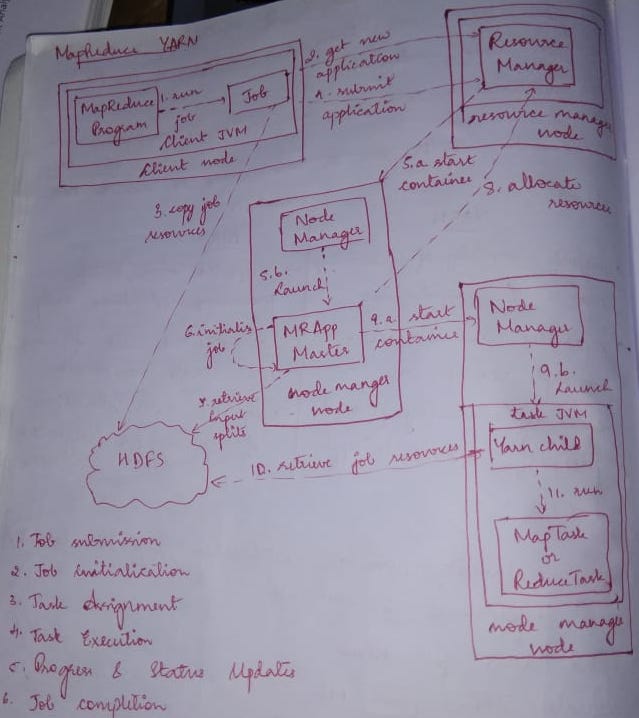 MapReduce YARN
MapReduce
Program
1. run
job
Job
Client JVM
Client node
2. get new
application
4. submit
application
Resource
Manager
resource manager
node
3. copy job
resources
5.a start
container
8. allocate
resources
Node
Manager
5.b.
Launch
6. initialis
job
MRApp
Master
node manger
node
9.a start
container
Node
Manager
9.b.
Launch
7. retrieve
input
splits
HDFS
10. retrieve job resources
task JVM
Yarn child
11. run
MapTask
or
ReduceTask
node manager
node
1. Job submission
2. Job initialication
3. Task Assignment
4. Task Execution
5. Progress & Status Updates
6. Job completion